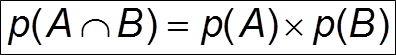 p(A ∩ B) = p(A) × p(B)